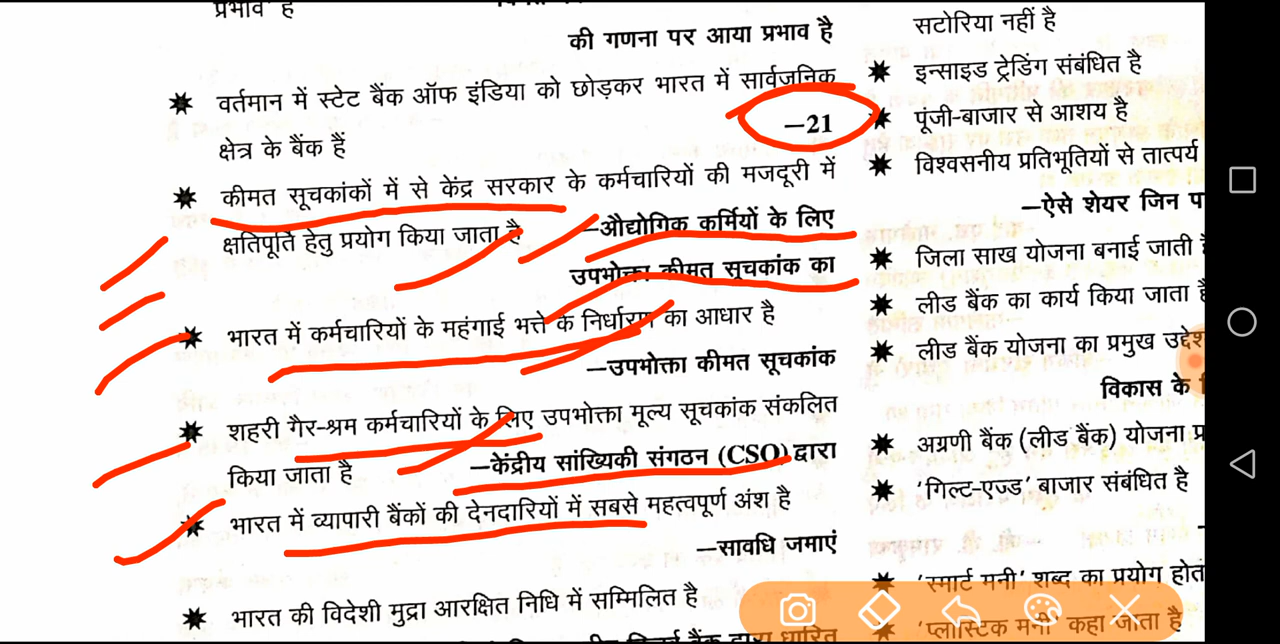 प्रभाव है
की गणना पर आया प्रभाव है
वर्तमान में स्टेट बैंक ऑफ इंडिया को छोड़कर भारत में सार्वजनिक
क्षेत्र के बैंक हैं
–21
कीमत सूचकांकों में से केंद्र सरकार के कर्मचारियों की मजदूरी में
क्षतिपूर्ति हेतु प्रयोग किया जाता है
–औद्योगिक कर्मियों के लिए
उपभोक्ता कीमत सूचकांक का
भारत में कर्मचारियों के महंगाई भत्ते के निर्धारण का आधार है
–उपभोक्ता कीमत सूचकांक
शहरी गैर-श्रम कर्मचारियों के लिए उपभोक्ता मूल्य सूचकांक संकलित
किया जाता है
–केंद्रीय सांख्यिकी संगठन (CSO) द्वारा
भारत में व्यापारी बैंकों की देनदारियों में सबसे महत्वपूर्ण अंश है
–सावधि जमाएं
भारत की विदेशी मुद्रा आरक्षित निधि में सम्मिलित है
सटोरिया नहीं है
इन्साइड ट्रेडिंग संबंधित है
पूंजी-बाजार से आशय है
विश्वसनीय प्रतिभूतियों से तात्पर्य
–ऐसे शेयर जिन
जिला साख योजना बनाई जाती
लीड बैंक का कार्य किया जाता है
लीड बैंक योजना का प्रमुख
विकास के
अग्रणी बैंक (लीड बैंक) योजना
'गिल्ट-एज्ड' बाजार संबंधित है
'स्मार्ट मनी' शब्द का प्रयोग
'प्लास्टिक मनी' कहा जाता है